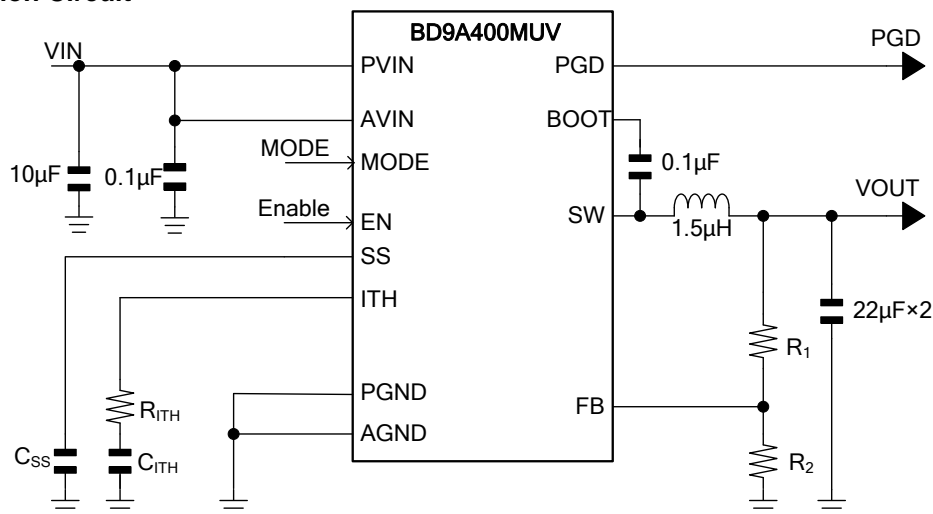 BD9A400MUV
VIN
PVIN
PGD
PGD
AVIN
BOOT
MODE
MODE
10µF
0.1µF
0.1µF
VOUT
Enable
EN
SW
1.5µH
SS
ITH
22µF×2
R1
PGND
FB
RITH
AGND
CSS
CITH
R2